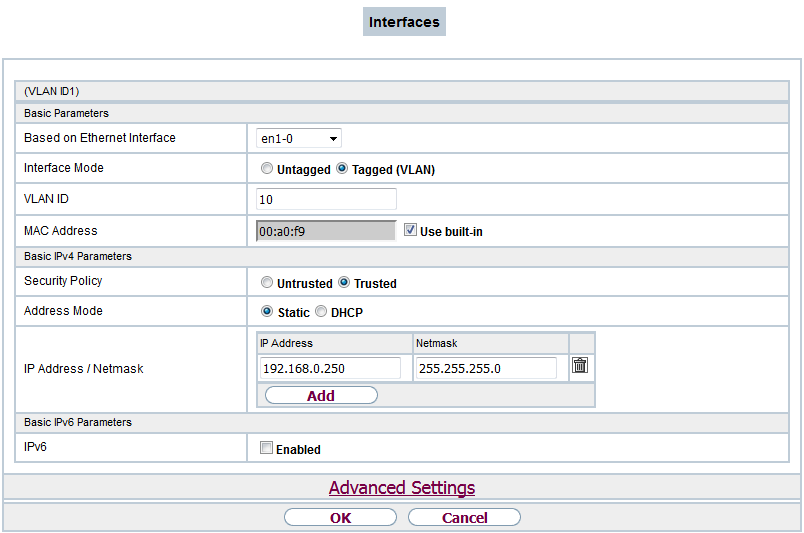 Interfaces
(VLAN ID1)
Basic Parameters
Based on Ethernet Interface en1-0
Interface Mode Untagged Tagged (VLAN)
VLAN ID 10
MAC Address 00:a0:f9 Use built-in
Basic IPv4 Parameters
Security Policy Untrusted Trusted
Address Mode Static DHCP
IP Address / Netmask
IP Address Netmask
192.168.0.250 255.255.255.0
Add
Basic IPv6 Parameters
IPv6 Enabled
Advanced Settings
OK Cancel